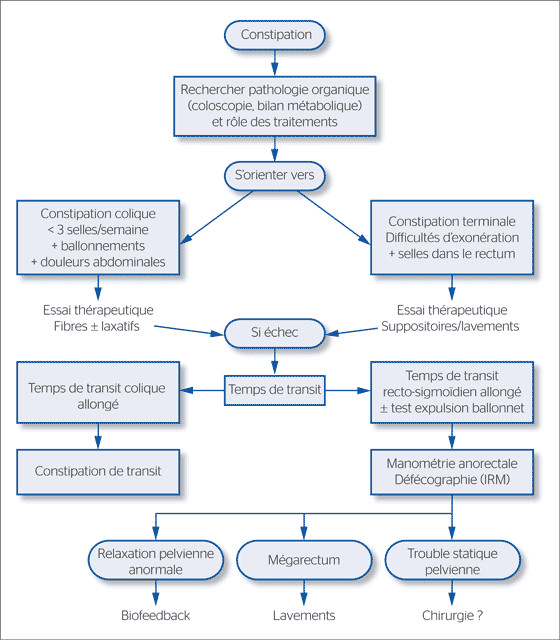 Constipation
Rechercher pathologie organique
(coloscopie, bilan métabolique)
et rôle des traitements
S'orienter vers
Constipation colique
< 3 selles/semaine
+ ballonnements
+ douleurs abdominales
Constipation terminale
Difficultés d'exonération
+ selles dans le rectum
Essai thérapeutique
Fibres ± laxatifs
Essai thérapeutique
Suppositoires/lavements
Si échec
Temps de transit colique
allongé
Temps de transit
Temps de transit
recto-sigmoïdien allongé
± test expulsion ballonnet
Constipation de transit
Manométrie anorectale
Défécographie (IRM)
Relaxation pelvienne
anormale
Mégarectum
Trouble statique
pelvienne
Biofeedback
Lavements
Chirurgie ?